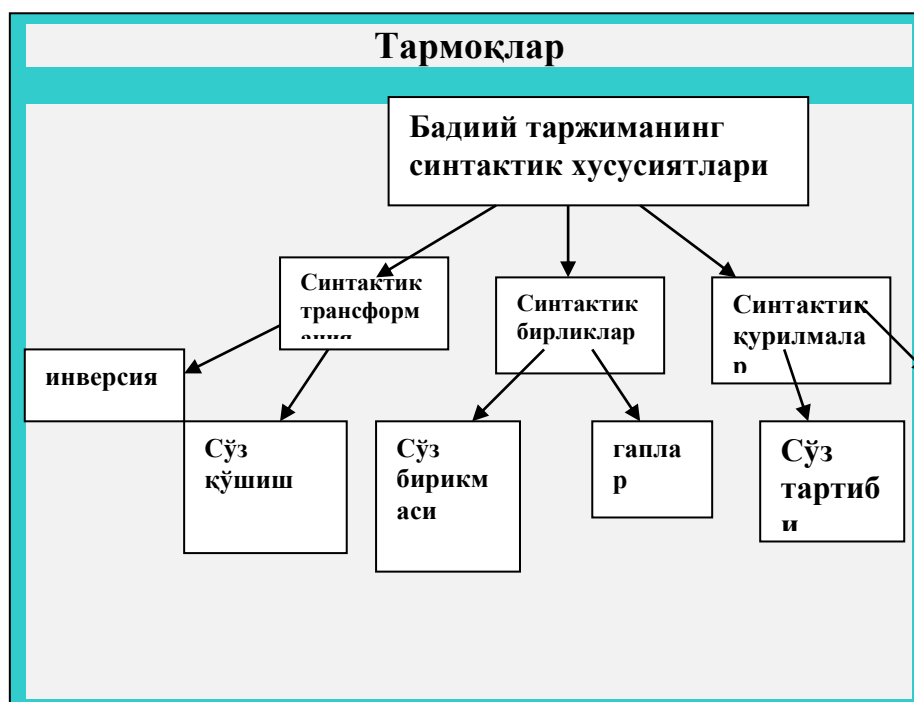 Тармоқлар
Бадиий таржиманинг
синтактик хусусиятлари
Синтактик
трансформ
ация
Синтактик
бирликлар
Синтактик
қурилмала
р
инверсия
Сўз
қўшиш
Сўз
бирикм
аси
гапла
р
Сўз
тартиб
и